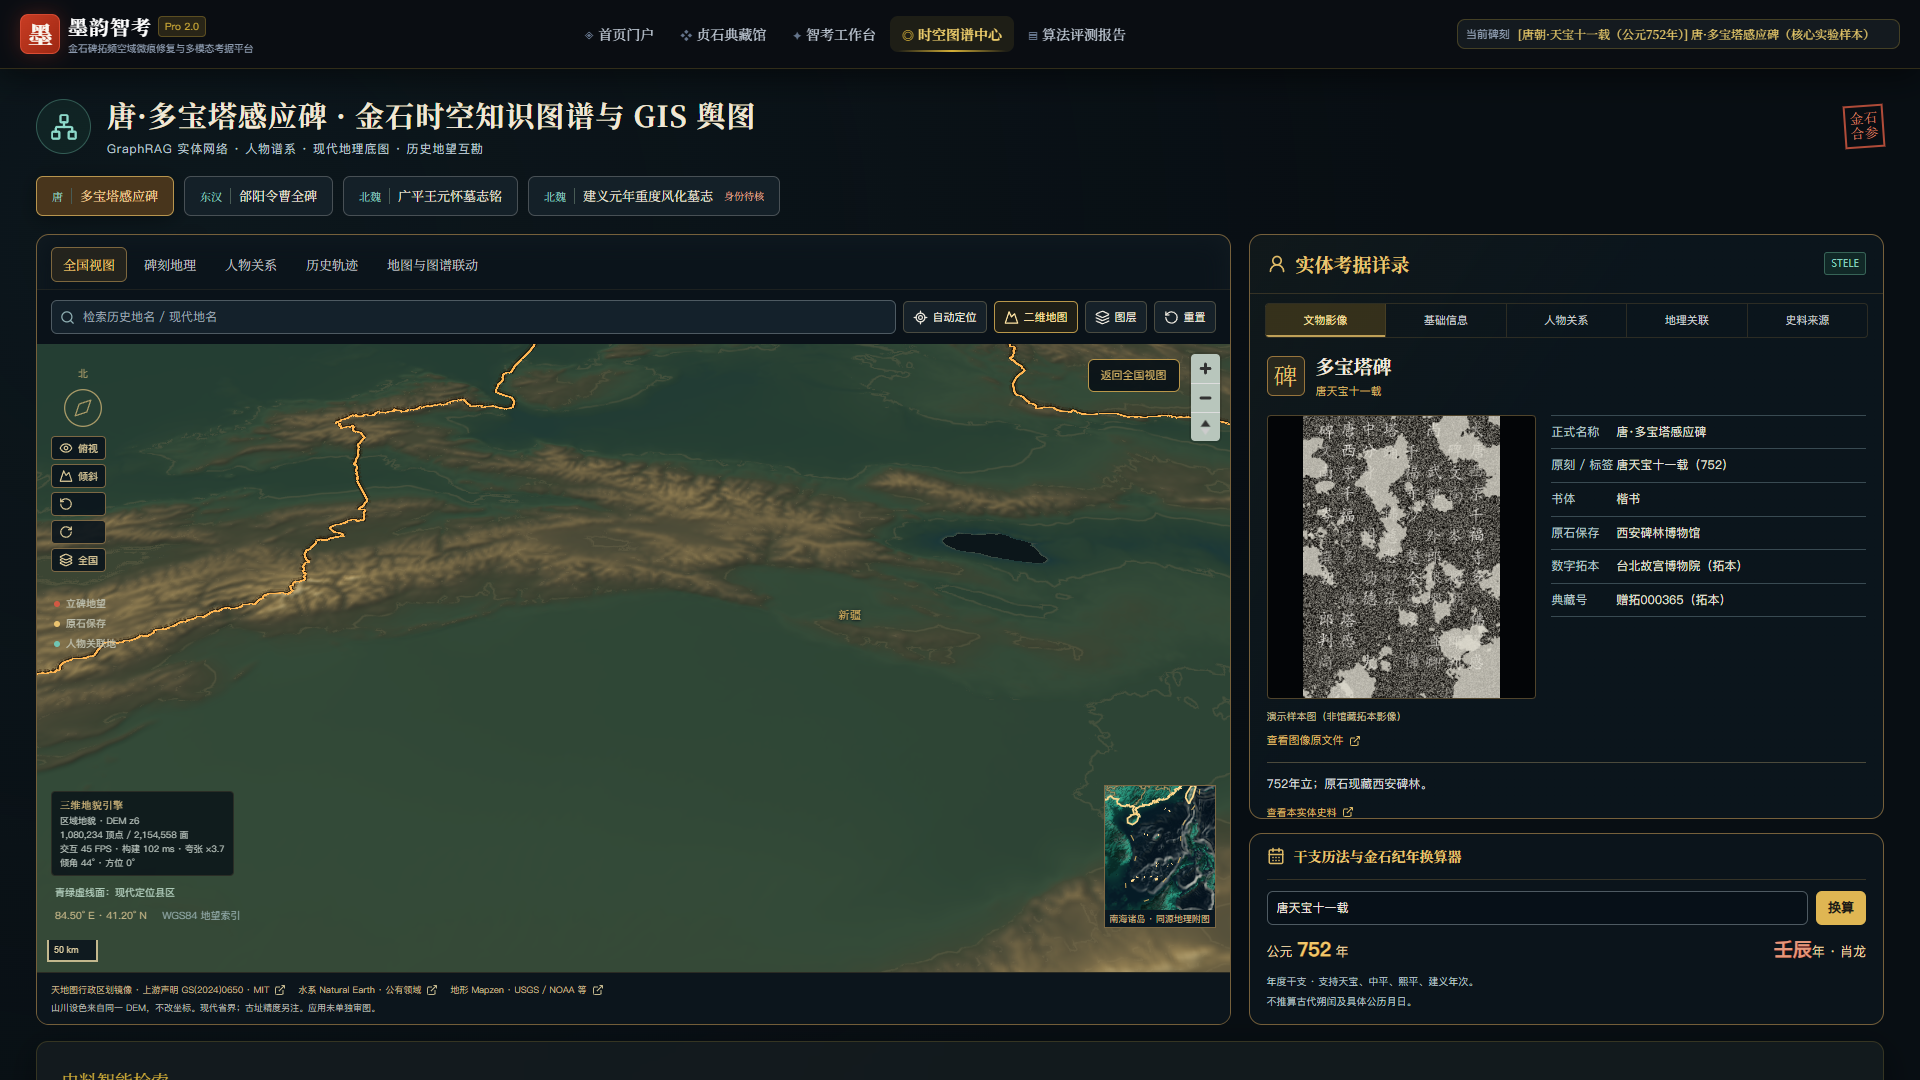 墨
墨韵智考 Pro 2.0
金石碑拓频空域微痕修复与多模态考据平台
首页门户
贞石典藏馆
智考工作台
时空图谱中心
算法评测报告
当前碑刻 [唐朝·天宝十一载（公元752年）] 唐·多宝塔感应碑（核心实验样本）
唐·多宝塔感应碑 · 金石时空知识图谱与 GIS 舆图
GraphRAG 实体网络 · 人物谱系 · 现代地理底图 · 历史地望互勘
金石
合参
唐 多宝塔感应碑
东汉 郃阳令曹全碑
北魏 广平王元怀墓志铭
北魏 建义元年重度风化墓志 身份待核
全国视图
碑刻地理
人物关系
历史轨迹
地图与图谱联动
检索历史地名 / 现代地名
自动定位
二维地图
图层
重置
北
俯视
倾斜
全国
立碑地望
原石保存
人物关联地
返回全国视图
新疆
三维地貌引擎
区域地貌 · DEM z6
1,080,234 顶点 / 2,154,558 面
交互 45 FPS · 构建 102 ms · 夸张 ×3.7
倾角 44° · 方位 0°
青绿虚线面：现代定位县区
84.50° E · 41.20° N WGS84 地望索引
50 km
南海诸岛 · 同源地理附图
天地图行政区划镜像 · 上游声明 GS(2024)0650 · MIT
水系 Natural Earth · 公有领域
地形 Mapzen · USGS / NOAA 等
山川设色来自同一 DEM，不改坐标。现代省界；古址精度另注。应用未单独审图。
实体考据详录
STELE
文物影像
基础信息
人物关系
地理关联
史料来源
碑
多宝塔碑
唐天宝十一载
正式名称 唐·多宝塔感应碑
原刻 / 标签 唐天宝十一载（752）
书体 楷书
原石保存 西安碑林博物馆
数字拓本 台北故宫博物院（拓本）
典藏号 赠拓000365（拓本）
演示样本图（非馆藏拓本影像）
查看图像原文件
752年立；原石现藏西安碑林。
查看本实体史料
干支历法与金石纪年换算器
唐天宝十一载
换算
公元 752 年
壬辰年 · 肖龙
年度干支 · 支持天宝、中平、熙平、建义年次。
不推算古代朔闰及具体公历月日。